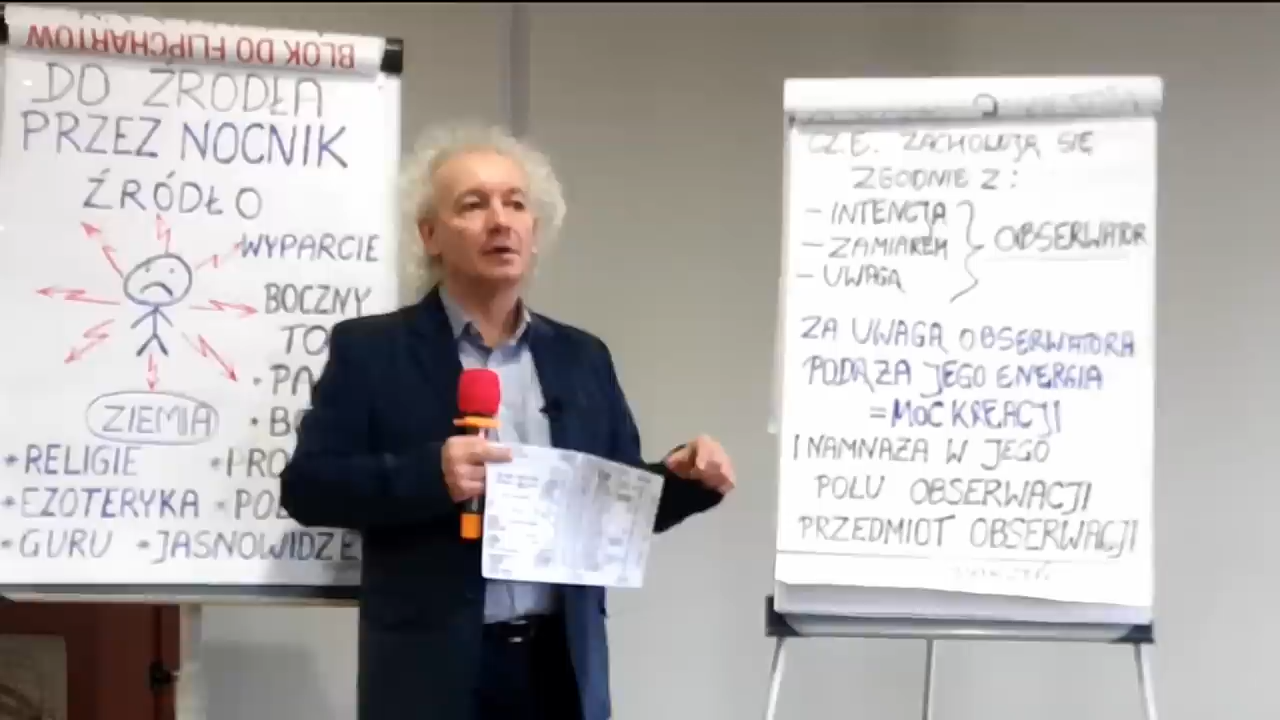 BLOK DO FLIPCHARTÓW
DO ŹRÓDŁA
PRZEZ NOCNIK
ŹRÓDŁO
WYPARCIE
BOCZNY
ZIEMIA
• RELIGIE
• EZOTERYKA
• GURU • JASNOWIDZE
CZ.E. ZACHOWUJĄ SIĘ
ZGODNIE Z:
- INTENCJĄ
- ZAMIAREM
- UWAGĄ
OBSERWATOR
ZA UWAGĄ OBSERWATORA
PODĄŻA JEGO ENERGIA
= MOC KREACJI
I NAMNAŻA W JEGO
POLU OBSERWACJI
PRZEDMIOT OBSERWACJI